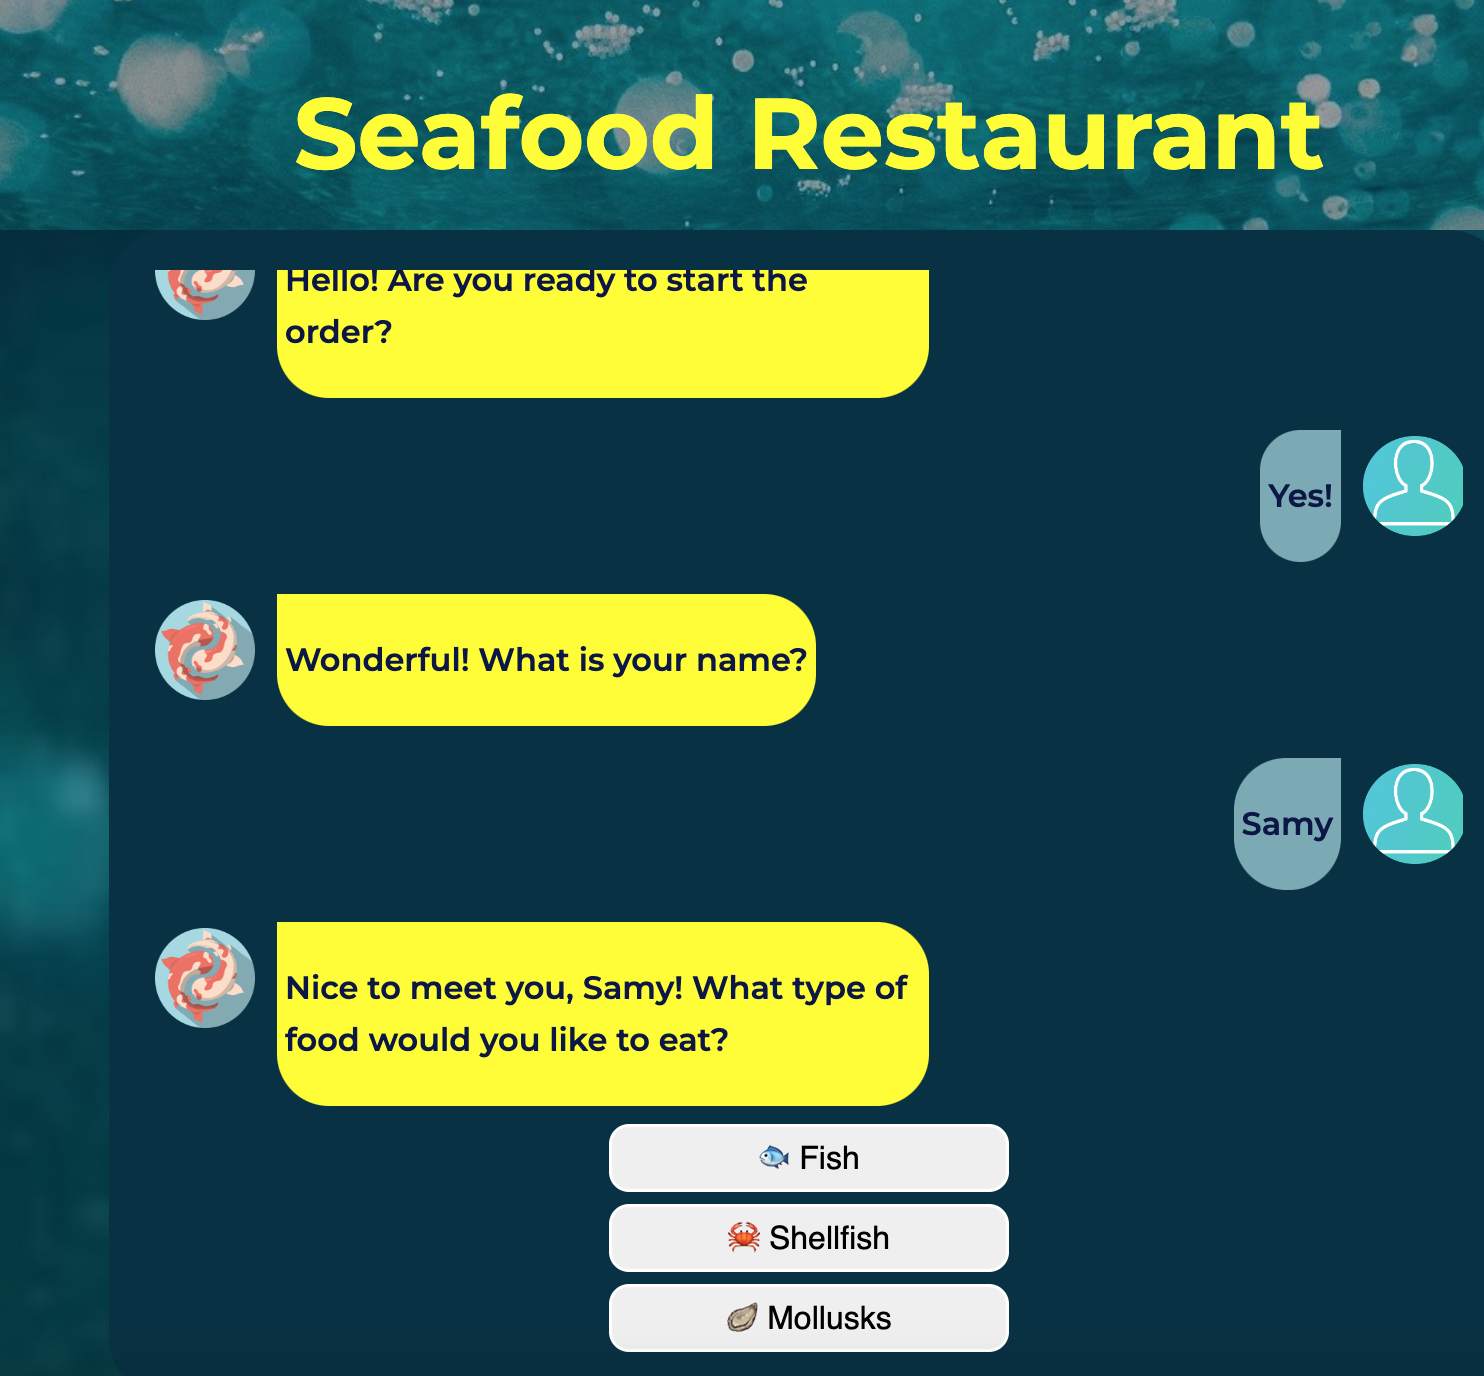 Seafood Restaurant
Hello! Are you ready to start the
order?
Yes!
Wonderful! What is your name?
Samy
Nice to meet you, Samy! What type of
food would you like to eat?
🐟 Fish
🦀 Shellfish
🦪 Mollusks